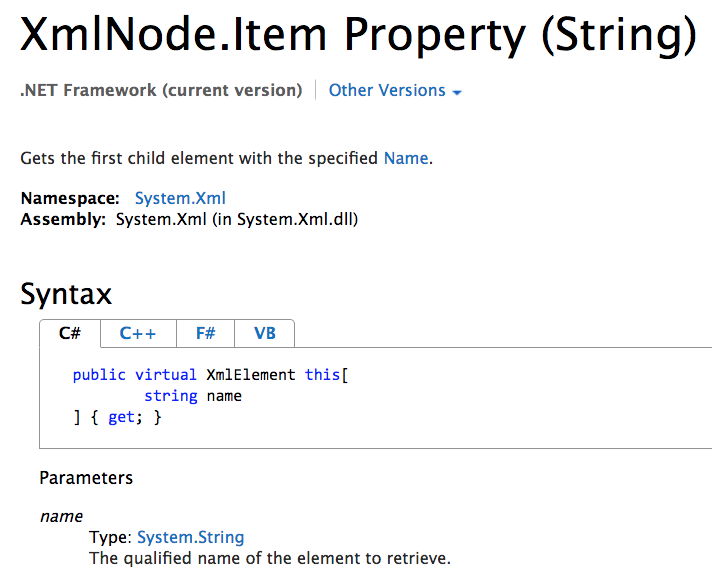 XmlNode.Item Property (String)
.NET Framework (current version) Other Versions
Gets the first child element with the specified Name.
Namespace: System.Xml
Assembly: System.Xml (in System.Xml.dll)
Syntax
C# C++ F# VB
public virtual XmlElement this[
string name
] { get; }
Parameters
name
Type: System.String
The qualified name of the element to retrieve.